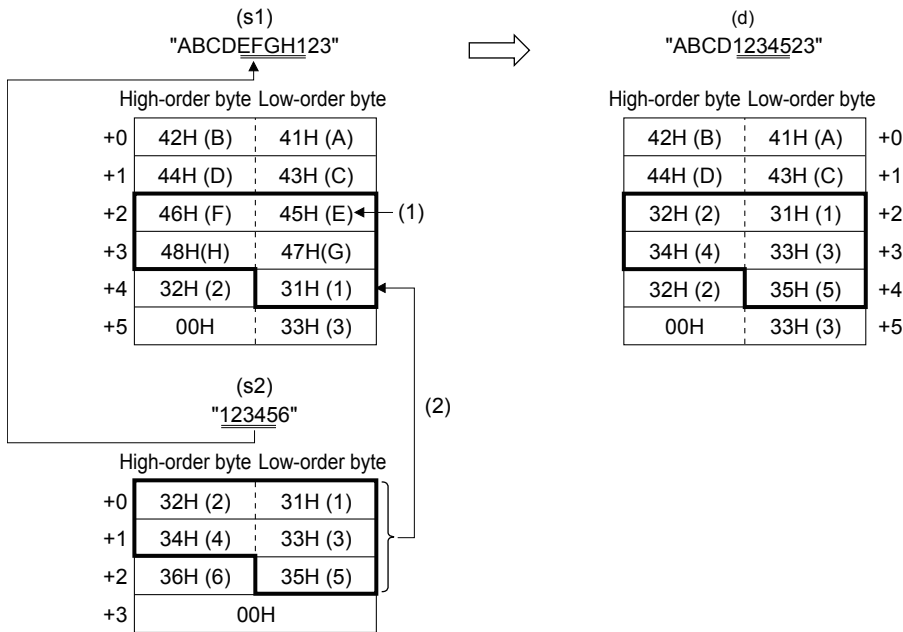 (s1)
"ABCDEFGH123"
High-order byte Low-order byte
+0 42H (B) 41H (A)
+1 44H (D) 43H (C)
+2 46H (F) 45H (E) (1)
+3 48H(H) 47H(G)
+4 32H (2) 31H (1)
+5 00H 33H (3)
(s2)
"123456"
(2)
High-order byte Low-order byte
+0 32H (2) 31H (1)
+1 34H (4) 33H (3)
+2 36H (6) 35H (5)
+3 00H
(d)
"ABCD1234523"
High-order byte Low-order byte
42H (B) 41H (A) +0
44H (D) 43H (C) +1
32H (2) 31H (1) +2
34H (4) 33H (3) +3
32H (2) 35H (5) +4
00H 33H (3) +5